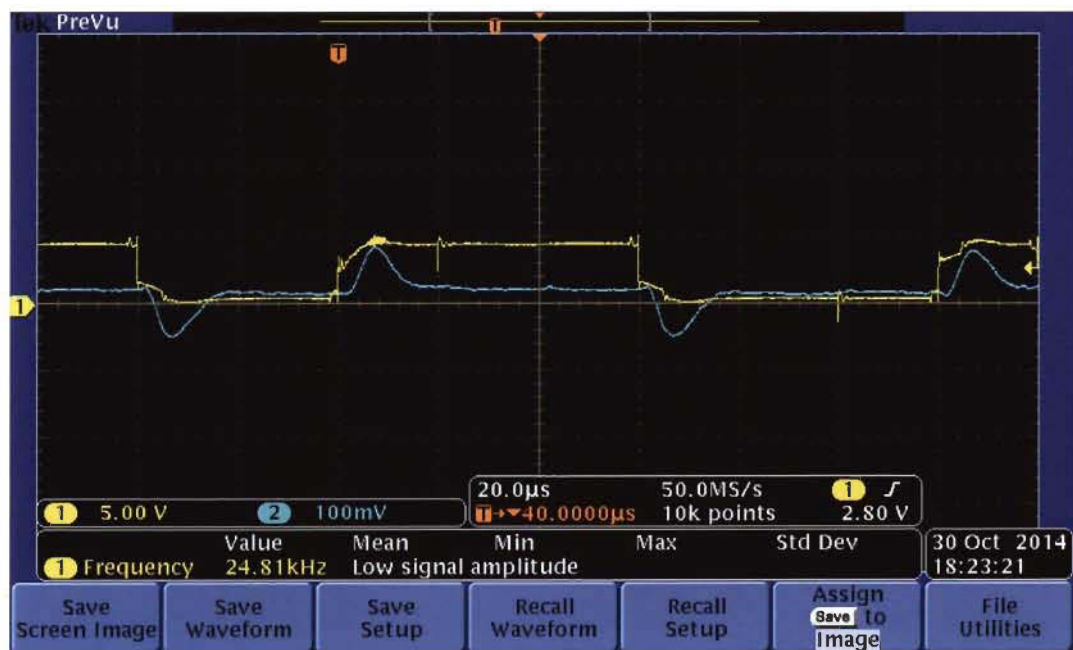 Tek PreVu
T
T
1
20.0µs 50.0MS/s 1
1 5.00 V 2 100mV T→▼40.0000µs 10k points 2.80 V
Value Mean Min Max Std Dev 30 Oct 2014
1 Frequency 24.81kHz Low signal amplitude 18:23:21
Save Screen Image
Save Waveform
Save Setup
Recall Waveform
Recall Setup
Assign Save to Image
File Utilities